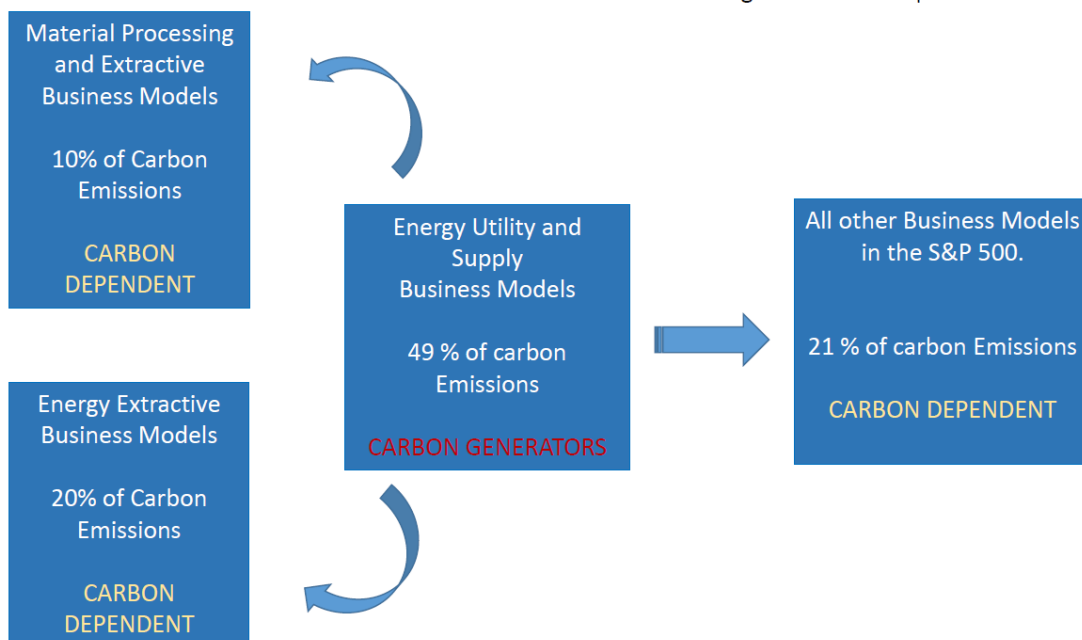 Material Processing
and Extractive
Business Models
10% of Carbon
Emissions
CARBON
DEPENDENT
Energy Extractive
Business Models
20% of Carbon
Emissions
CARBON
DEPENDENT
Energy Utility and
Supply
Business Models
49 % of carbon
Emissions
CARBON GENERATORS
All other Business Models
in the S&P 500.
21 % of carbon Emissions
CARBON DEPENDENT